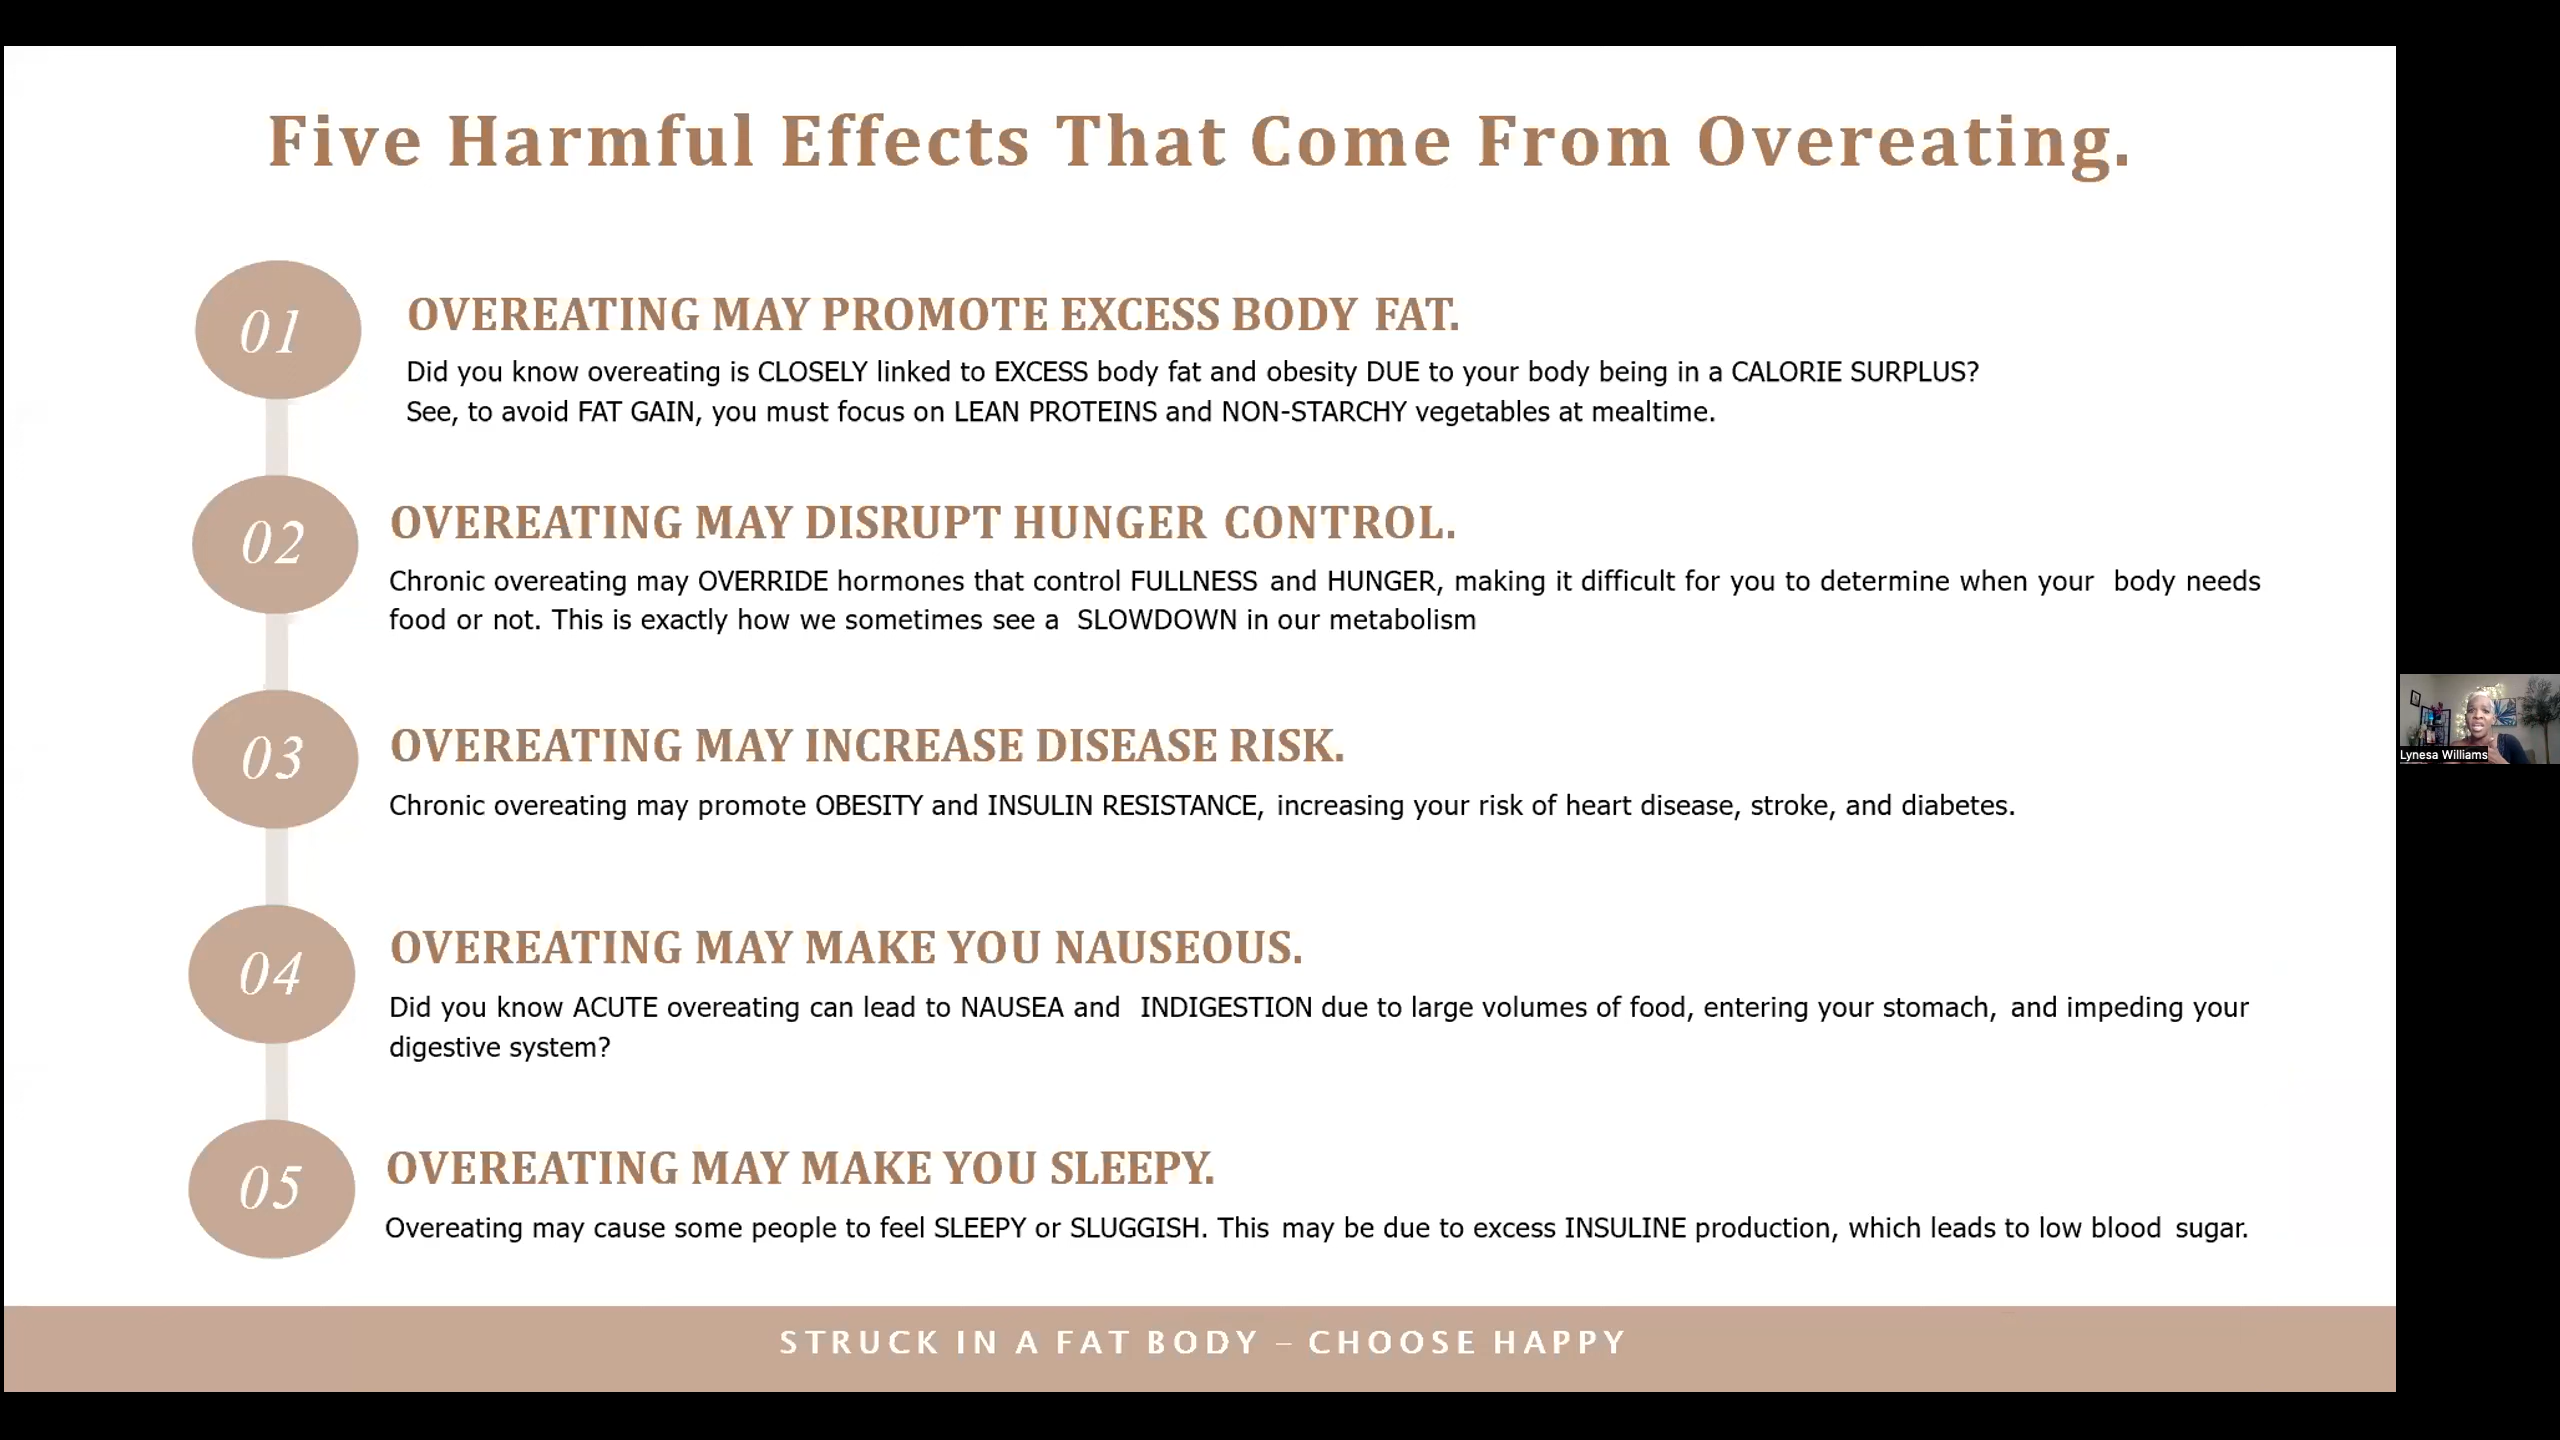 Five Harmful Effects That Come From Overeating.
01
OVEREATING MAY PROMOTE EXCESS BODY FAT.
Did you know overeating is CLOSELY linked to EXCESS body fat and obesity DUE to your body being in a CALORIE SURPLUS?
See, to avoid FAT GAIN, you must focus on LEAN PROTEINS and NON-STARCHY vegetables at mealtime.
02
OVEREATING MAY DISRUPT HUNGER CONTROL.
Chronic overeating may OVERRIDE hormones that control FULLNESS and HUNGER, making it difficult for you to determine when your body needs
food or not. This is exactly how we sometimes see a SLOWDOWN in our metabolism
03
OVEREATING MAY INCREASE DISEASE RISK.
Chronic overeating may promote OBESITY and INSULIN RESISTANCE, increasing your risk of heart disease, stroke, and diabetes.
04
OVEREATING MAY MAKE YOU NAUSEOUS.
Did you know ACUTE overeating can lead to NAUSEA and INDIGESTION due to large volumes of food, entering your stomach, and impeding your
digestive system?
05
OVEREATING MAY MAKE YOU SLEEPY.
Overeating may cause some people to feel SLEEPY or SLUGGISH. This may be due to excess INSULINE production, which leads to low blood sugar.
STRUCK IN A FAT BODY – CHOOSE HAPPY
Lynesa Williams